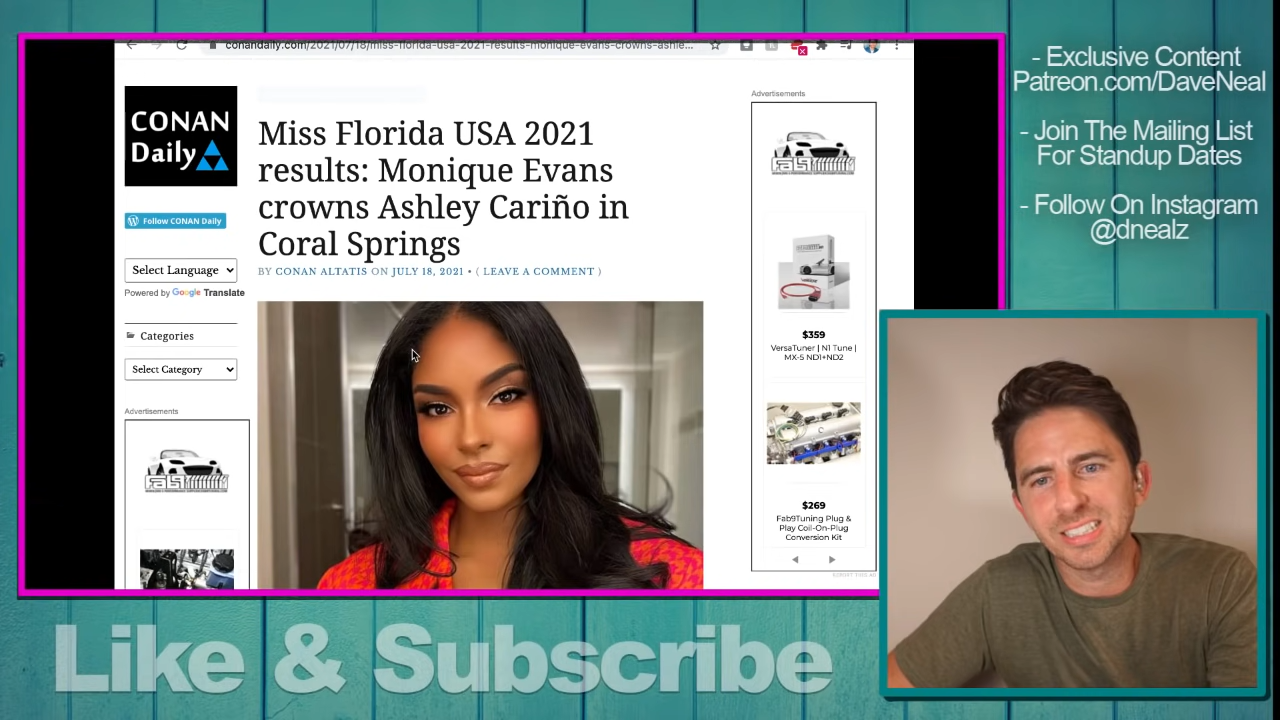 conandaily.com/2021/07/18/miss-florida-usa-2021-results-monique-evans-crowns-ashle...
CONAN
Daily
Follow CONAN Daily
Select Language
Powered by Google Translate
Categories
Select Category
Advertisements
Miss Florida USA 2021
results: Monique Evans
crowns Ashley Cariño in
Coral Springs
BY CONAN ALTATIS ON JULY 18, 2021 • ( LEAVE A COMMENT )
Advertisements
$359
VersaTuner | N1 Tune |
MX-5 ND1+ND2
$269
Fab9Tuning Plug &
Play Coil-On-Plug
Conversion Kit
- Exclusive Content
Patreon.com/DaveNeal
- Join The Mailing List
For Standup Dates
- Follow On Instagram
@dnealz
Like & Subscribe